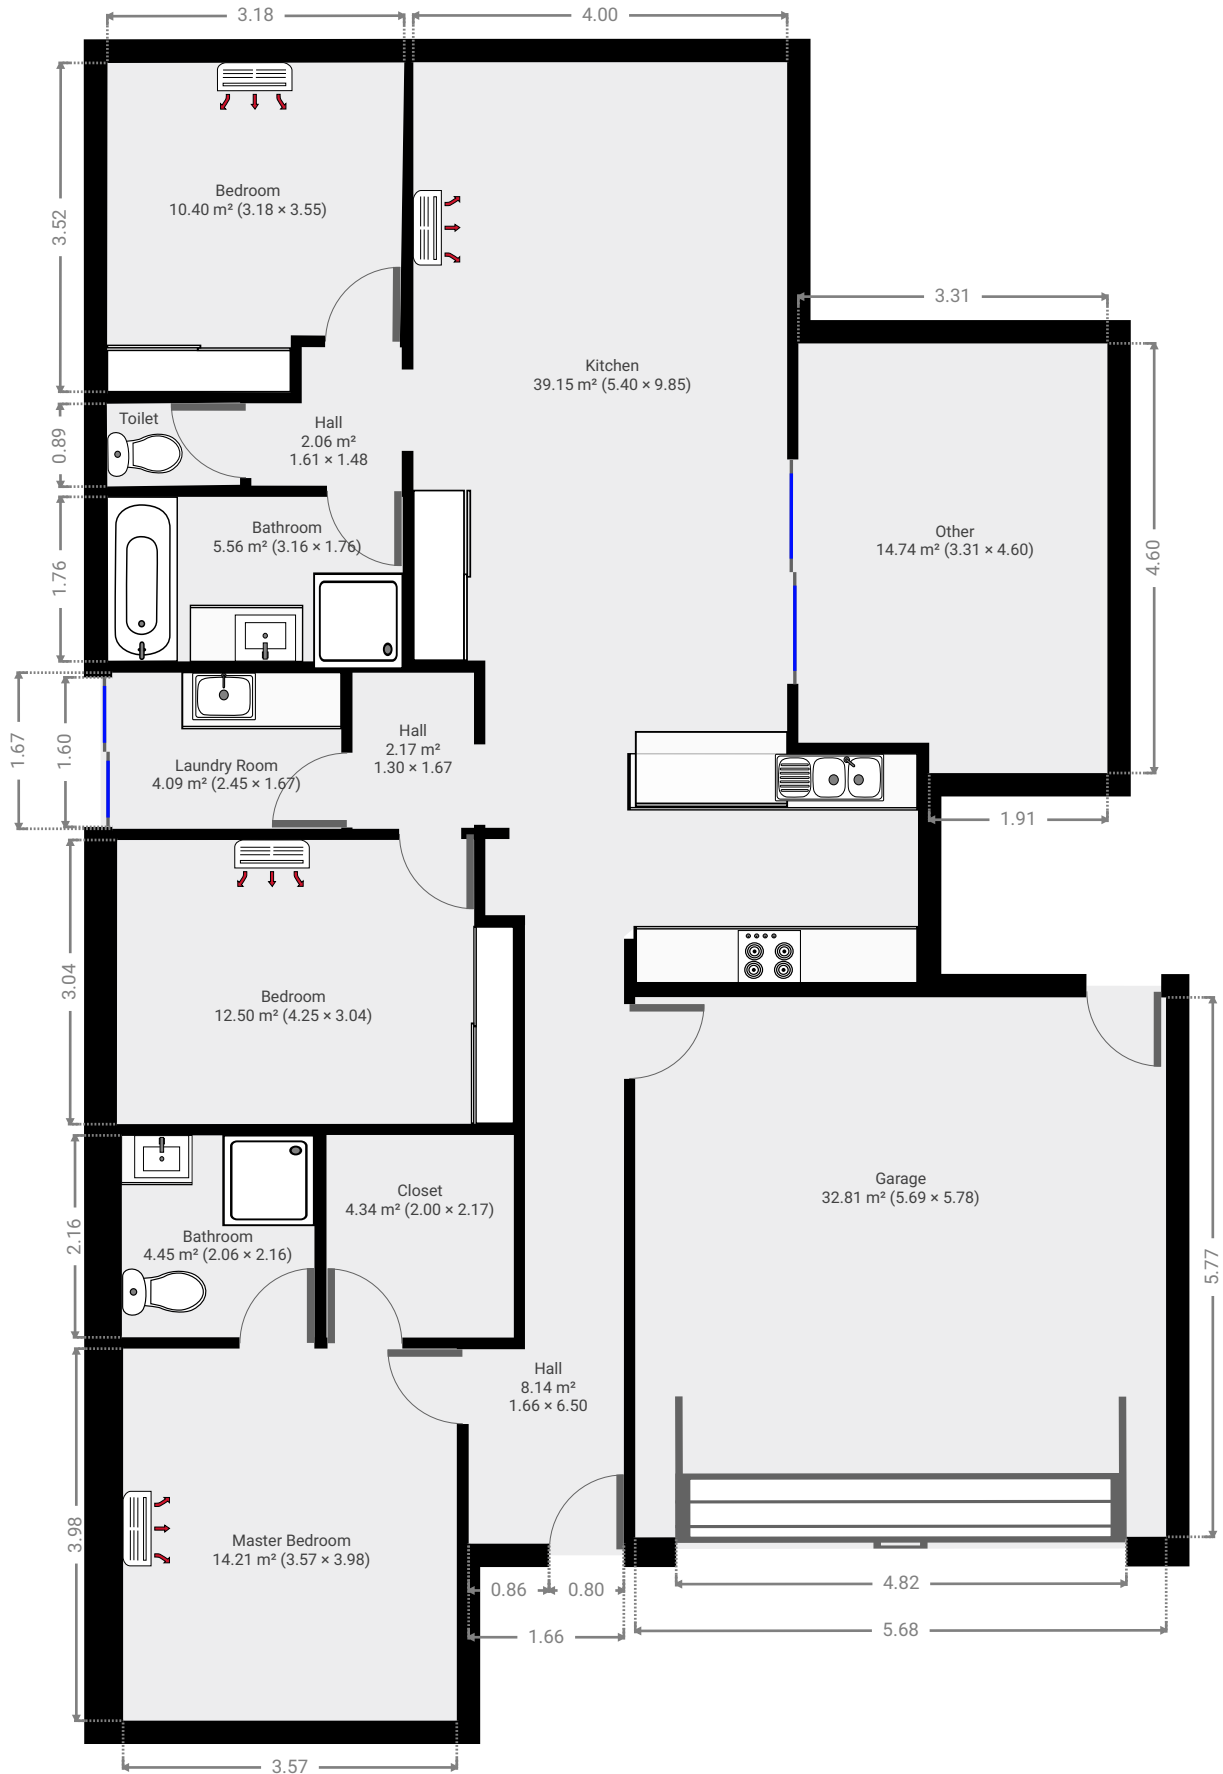 3.18
4.00
3.52
Bedroom
10.40 m² (3.18 × 3.55)
3.31
Kitchen
39.15 m² (5.40 × 9.85)
0.89
Toilet
Hall
2.06 m²
1.61 × 1.48
Bathroom
5.56 m² (3.16 × 1.76)
1.76
Other
14.74 m² (3.31 × 4.60)
4.60
1.67
1.60
Laundry Room
4.09 m² (2.45 × 1.67)
Hall
2.17 m²
1.30 × 1.67
1.91
3.04
Bedroom
12.50 m² (4.25 × 3.04)
2.16
Bathroom
4.45 m² (2.06 × 2.16)
Closet
4.34 m² (2.00 × 2.17)
Garage
32.81 m² (5.69 × 5.78)
5.77
Hall
8.14 m²
1.66 × 6.50
3.98
Master Bedroom
14.21 m² (3.57 × 3.98)
0.86
0.80
4.82
1.66
5.68
3.57